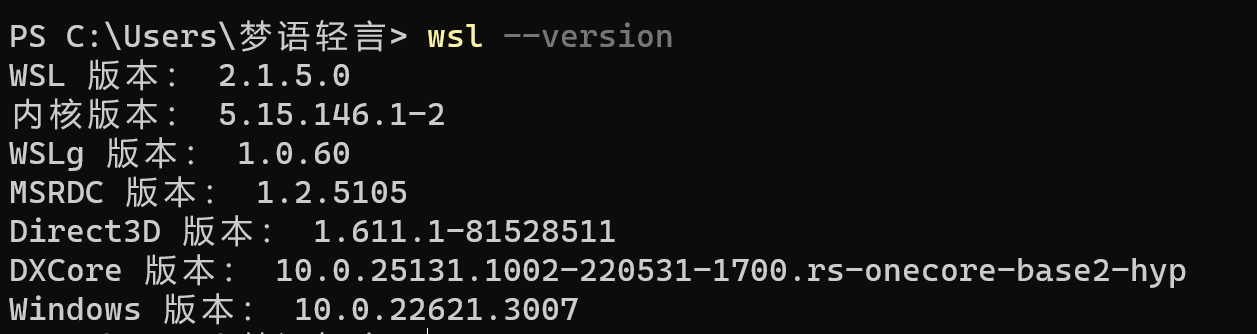 PS C:\Users\梦语轻言> wsl --version
WSL 版本： 2.1.5.0
内核版本： 5.15.146.1-2
WSLg 版本： 1.0.60
MSRDC 版本： 1.2.5105
Direct3D 版本： 1.611.1-81528511
DXCore 版本： 10.0.25131.1002-220531-1700.rs-onecore-base2-hyp
Windows 版本： 10.0.22621.3007